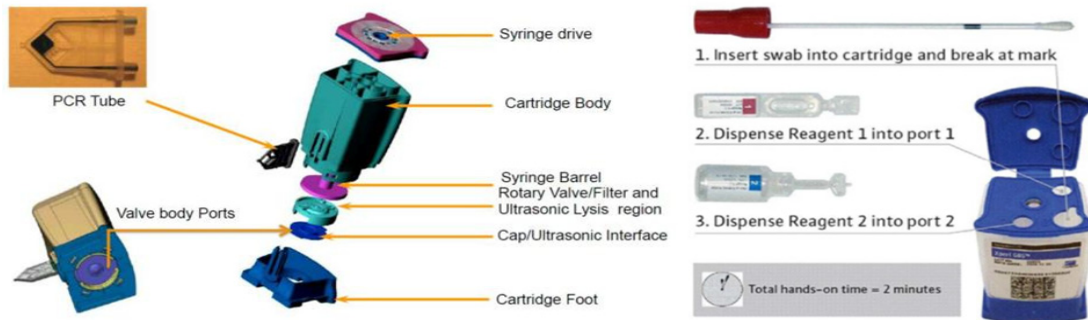 Syringe drive
PCR Tube
Cartridge Body
Syringe Barrel
Rotary Valve/Filter and
Ultrasonic Lysis region
Valve body Ports
Cap/Ultrasonic Interface
Cartridge Foot
1. Insert swab into cartridge and break at mark
1
2. Dispense Reagent 1 into port 1
2
3. Dispense Reagent 2 into port 2
Total hands-on time = 2 minutes